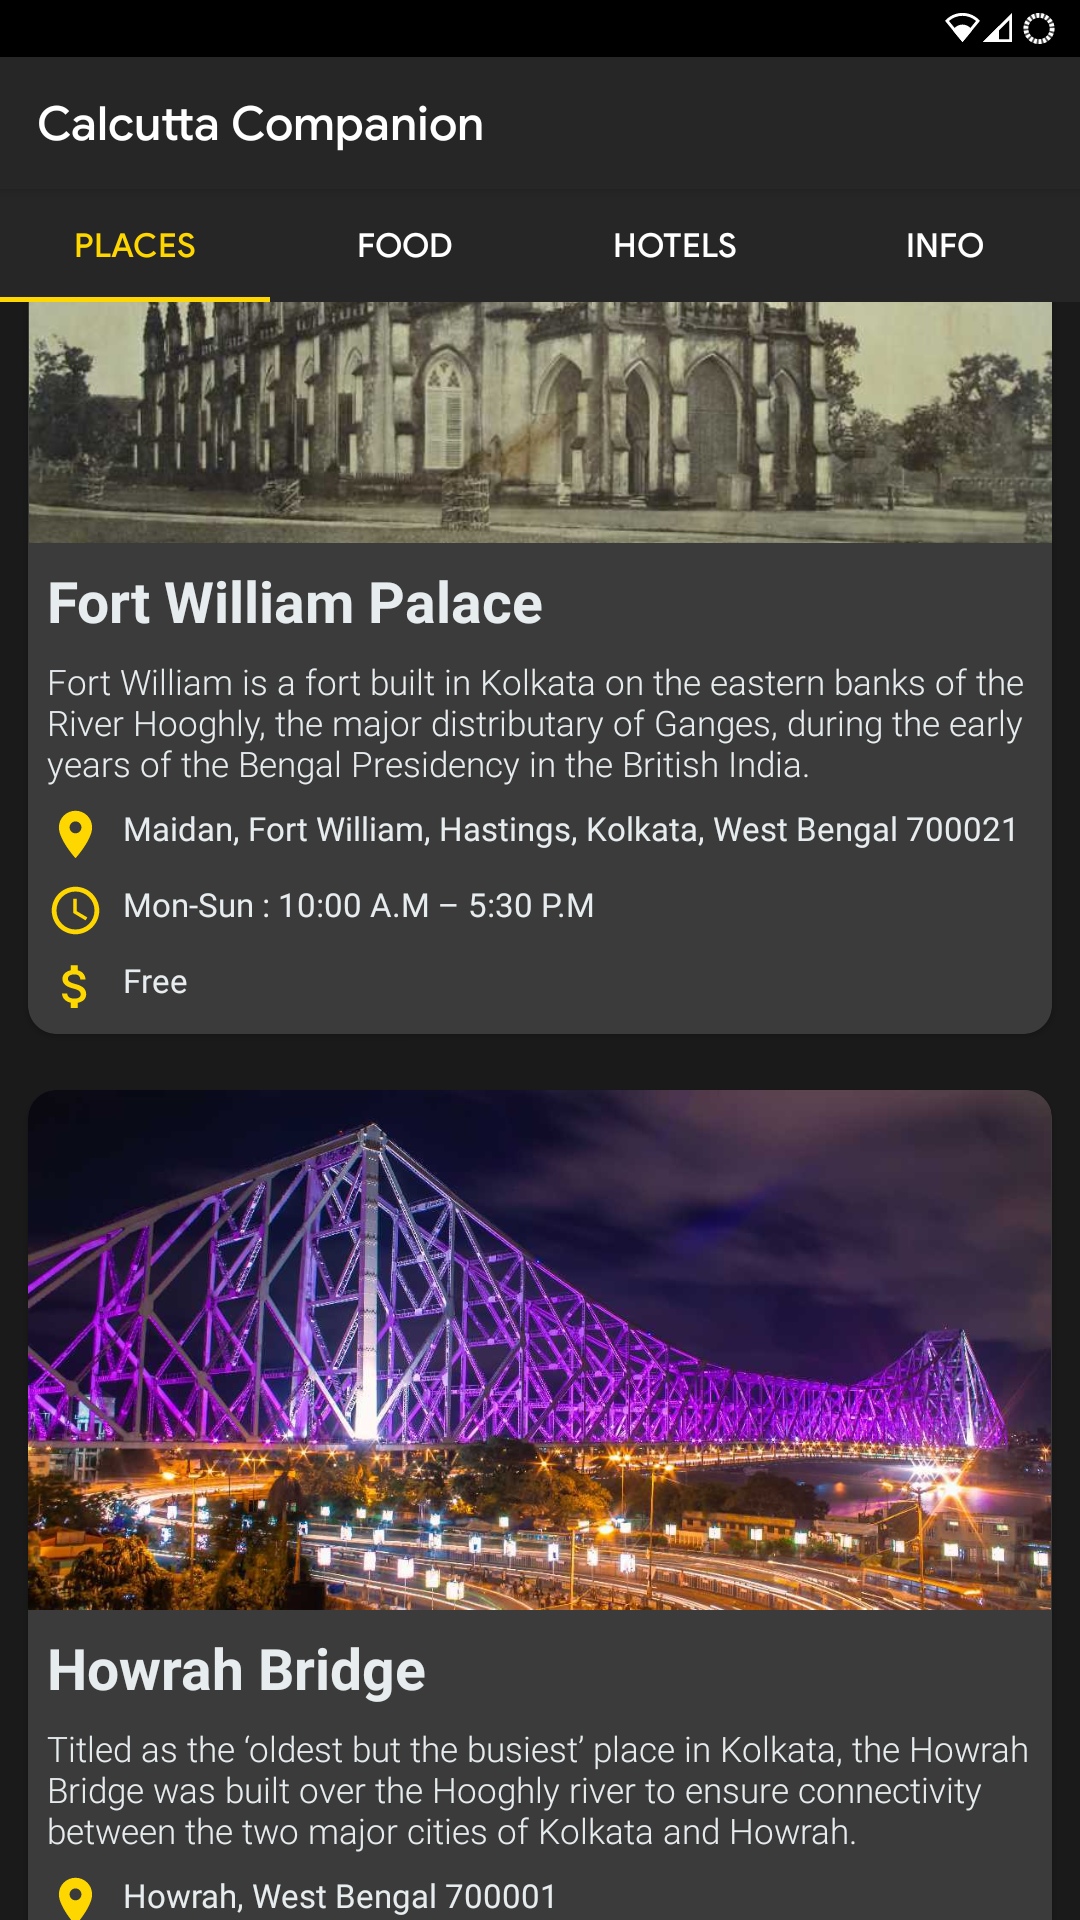 Calcutta Companion
PLACES FOOD HOTELS INFO
Fort William Palace
Fort William is a fort built in Kolkata on the eastern banks of the
River Hooghly, the major distributary of Ganges, during the early
years of the Bengal Presidency in the British India.
Maidan, Fort William, Hastings, Kolkata, West Bengal 700021
Mon-Sun : 10:00 A.M – 5:30 P.M
Free
Howrah Bridge
Titled as the ‘oldest but the busiest’ place in Kolkata, the Howrah
Bridge was built over the Hooghly river to ensure connectivity
between the two major cities of Kolkata and Howrah.
Howrah, West Bengal 700001